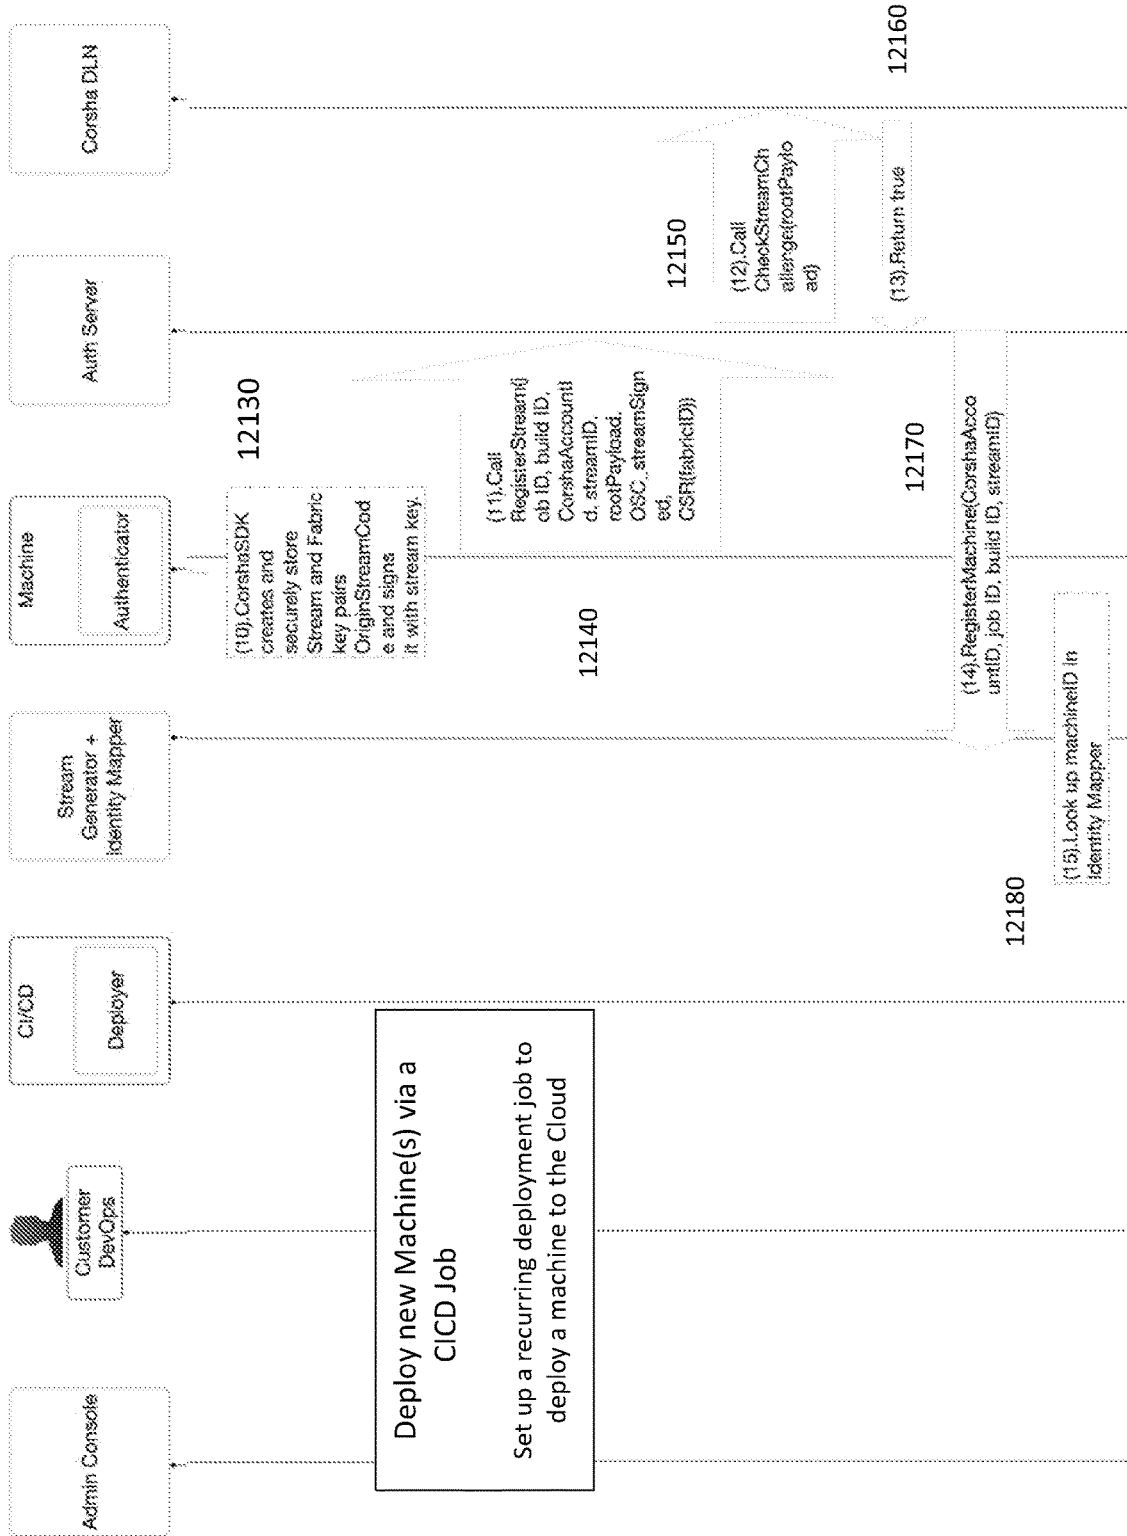 Admin Console
Customer
DevOps
CI/CD
Deployer
Stream
Generator +
Identity Mapper
Machine
Authenticator
Auth Server
Corsha DLN
Deploy new Machine(s) via a
CICD Job
Set up a recurring deployment job to
deploy a machine to the Cloud
12130
(10).CorshaSDK
creates and
securely store
Stream and Fabric
key pairs
OriginStreamCod
e and signs
it with stream key.
12140
(11).Call
RegisterStream(j
ob ID, build ID,
CorshaAccountI
d, streamID,
rootPayload,
OSC_streamSign
ed,
CSR(fabricID))
12150
(12).Call
CheckStreamCh
allenge(rootPaylo
ad)
12160
(13).Return true
12170
(14).RegisterMachine(CorshaAcco
untID, job ID, build ID, streamID)
12180
(15).Look up machineID in
Identity Mapper